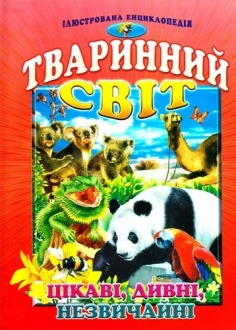 ІЛЮСТРОВАНА ЕНЦИКЛОПЕДІЯ
ТВАРИННИЙ
СВІТ
ЦІКАВІ, ДИВНІ,
НЕЗВИЧАЙНІ